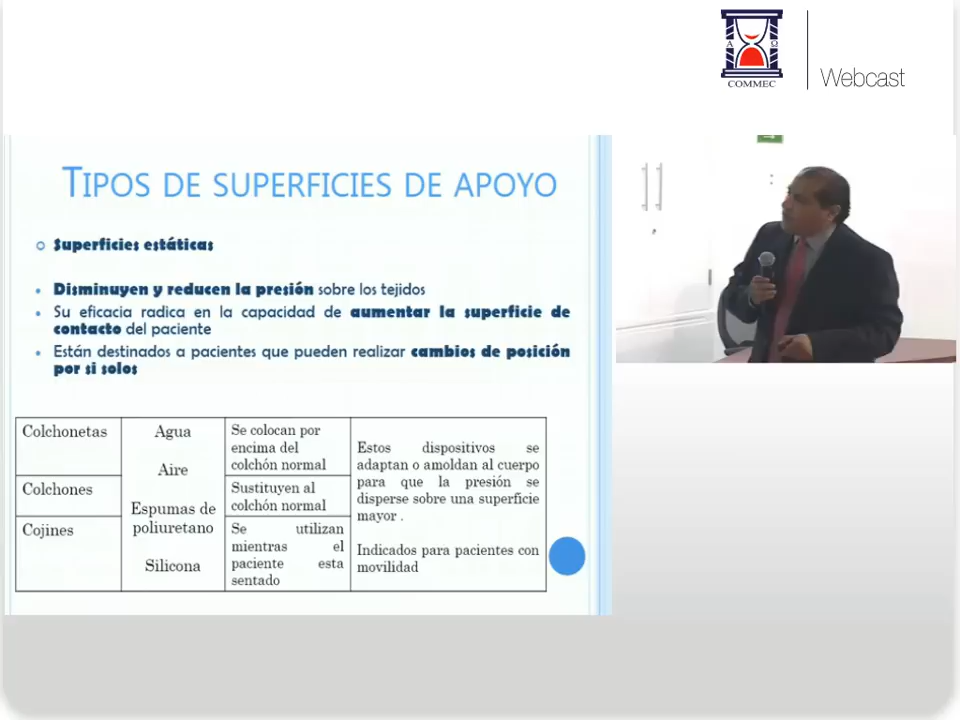 A Ω
COMMEC
Webcast
TIPOS DE SUPERFICIES DE APOYO
Superficies estáticas
Disminuyen y reducen la presión sobre los tejidos
Su eficacia radica en la capacidad de aumentar la superficie de
contacto del paciente
Están destinados a pacientes que pueden realizar cambios de posición
por si solos
Colchonetas
Colchones
Cojines
Agua
Aire
Espumas de
poliuretano
Silicona
Se colocan por
encima del
colchón normal
Sustituyen al
colchón normal
Se utilizan
mientras el
paciente esta
sentado
Estos dispositivos se
adaptan o amoldan al cuerpo
para que la presión se
disperse sobre una superficie
mayor .
Indicados para pacientes con
movilidad